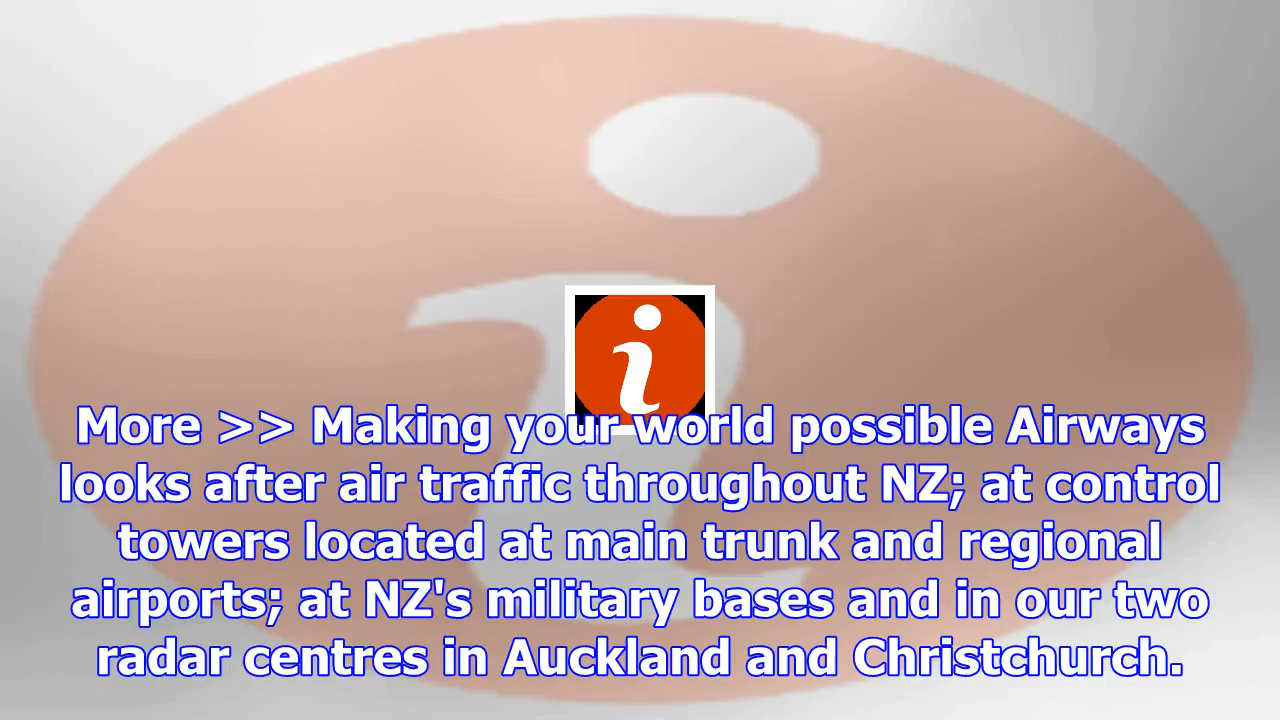 i
i
More >> Making your world possible Airways
looks after air traffic throughout NZ; at control
towers located at main trunk and regional
airports; at NZ's military bases and in our two
radar centres in Auckland and Christchurch.